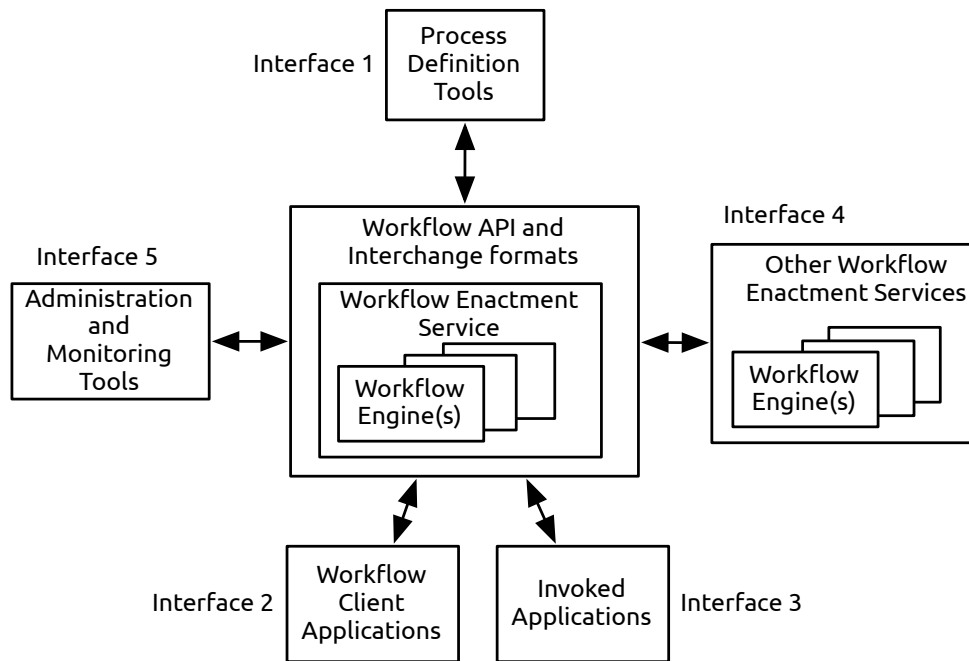 Interface 1
Process
Definition
Tools
Interface 5
Administration
and
Monitoring
Tools
Workflow API and
Interchange formats
Workflow Enactment
Service
Workflow
Engine(s)
Interface 4
Other Workflow
Enactment Services
Workflow
Engine(s)
Interface 2
Workflow
Client
Applications
Invoked
Applications
Interface 3